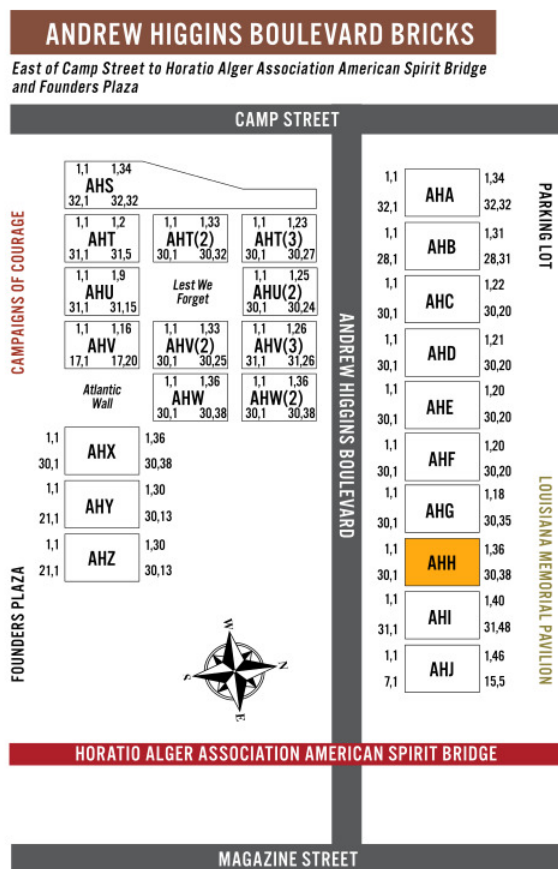 ANDREW HIGGINS BOULEVARD BRICKS
East of Camp Street to Horatio Alger Association American Spirit Bridge
and Founders Plaza
CAMP STREET
1,1 1,34
AHS
32,1 32,32
1,1 1,2
AHT
31,1 31,5
1,1 1,33
AHT(2)
30,1 30,32
1,1 1,23
AHT(3)
30,1 30,27
1,1 1,9
AHU
31,1 31,15
Lest We
Forget
1,1 1,25
AHU(2)
30,1 30,24
1,1 1,16
AHV
17,1 17,20
1,1 1,33
AHV(2)
30,1 30,25
1,1 1,26
AHV(3)
31,1 31,26
Atlantic
Wall
1,1 1,36
AHW
30,1 30,38
1,1 1,36
AHW(2)
30,1 30,38
1,1 1,36
AHX
30,1 30,38
1,1 1,30
AHY
21,1 30,13
1,1 1,30
AHZ
21,1 30,13
CAMPAIGNS OF COURAGE
FOUNDERS PLAZA
W
N
S
E
ANDREW HIGGINS BOULEVARD
1,1 1,34
AHA
32,1 32,32
1,1 1,31
AHB
28,1 28,31
1,1 1,22
AHC
30,1 30,20
1,1 1,21
AHD
30,1 30,20
1,1 1,20
AHE
30,1 30,20
1,1 1,20
AHF
30,1 30,20
1,1 1,18
AHG
30,1 30,35
1,1 1,36
AHH
30,1 30,38
1,1 1,40
AHI
31,1 31,48
1,1 1,46
AHJ
7,1 15,5
PARKING LOT
LOUISIANA MEMORIAL PAVILION
HORATIO ALGER ASSOCIATION AMERICAN SPIRIT BRIDGE
MAGAZINE STREET